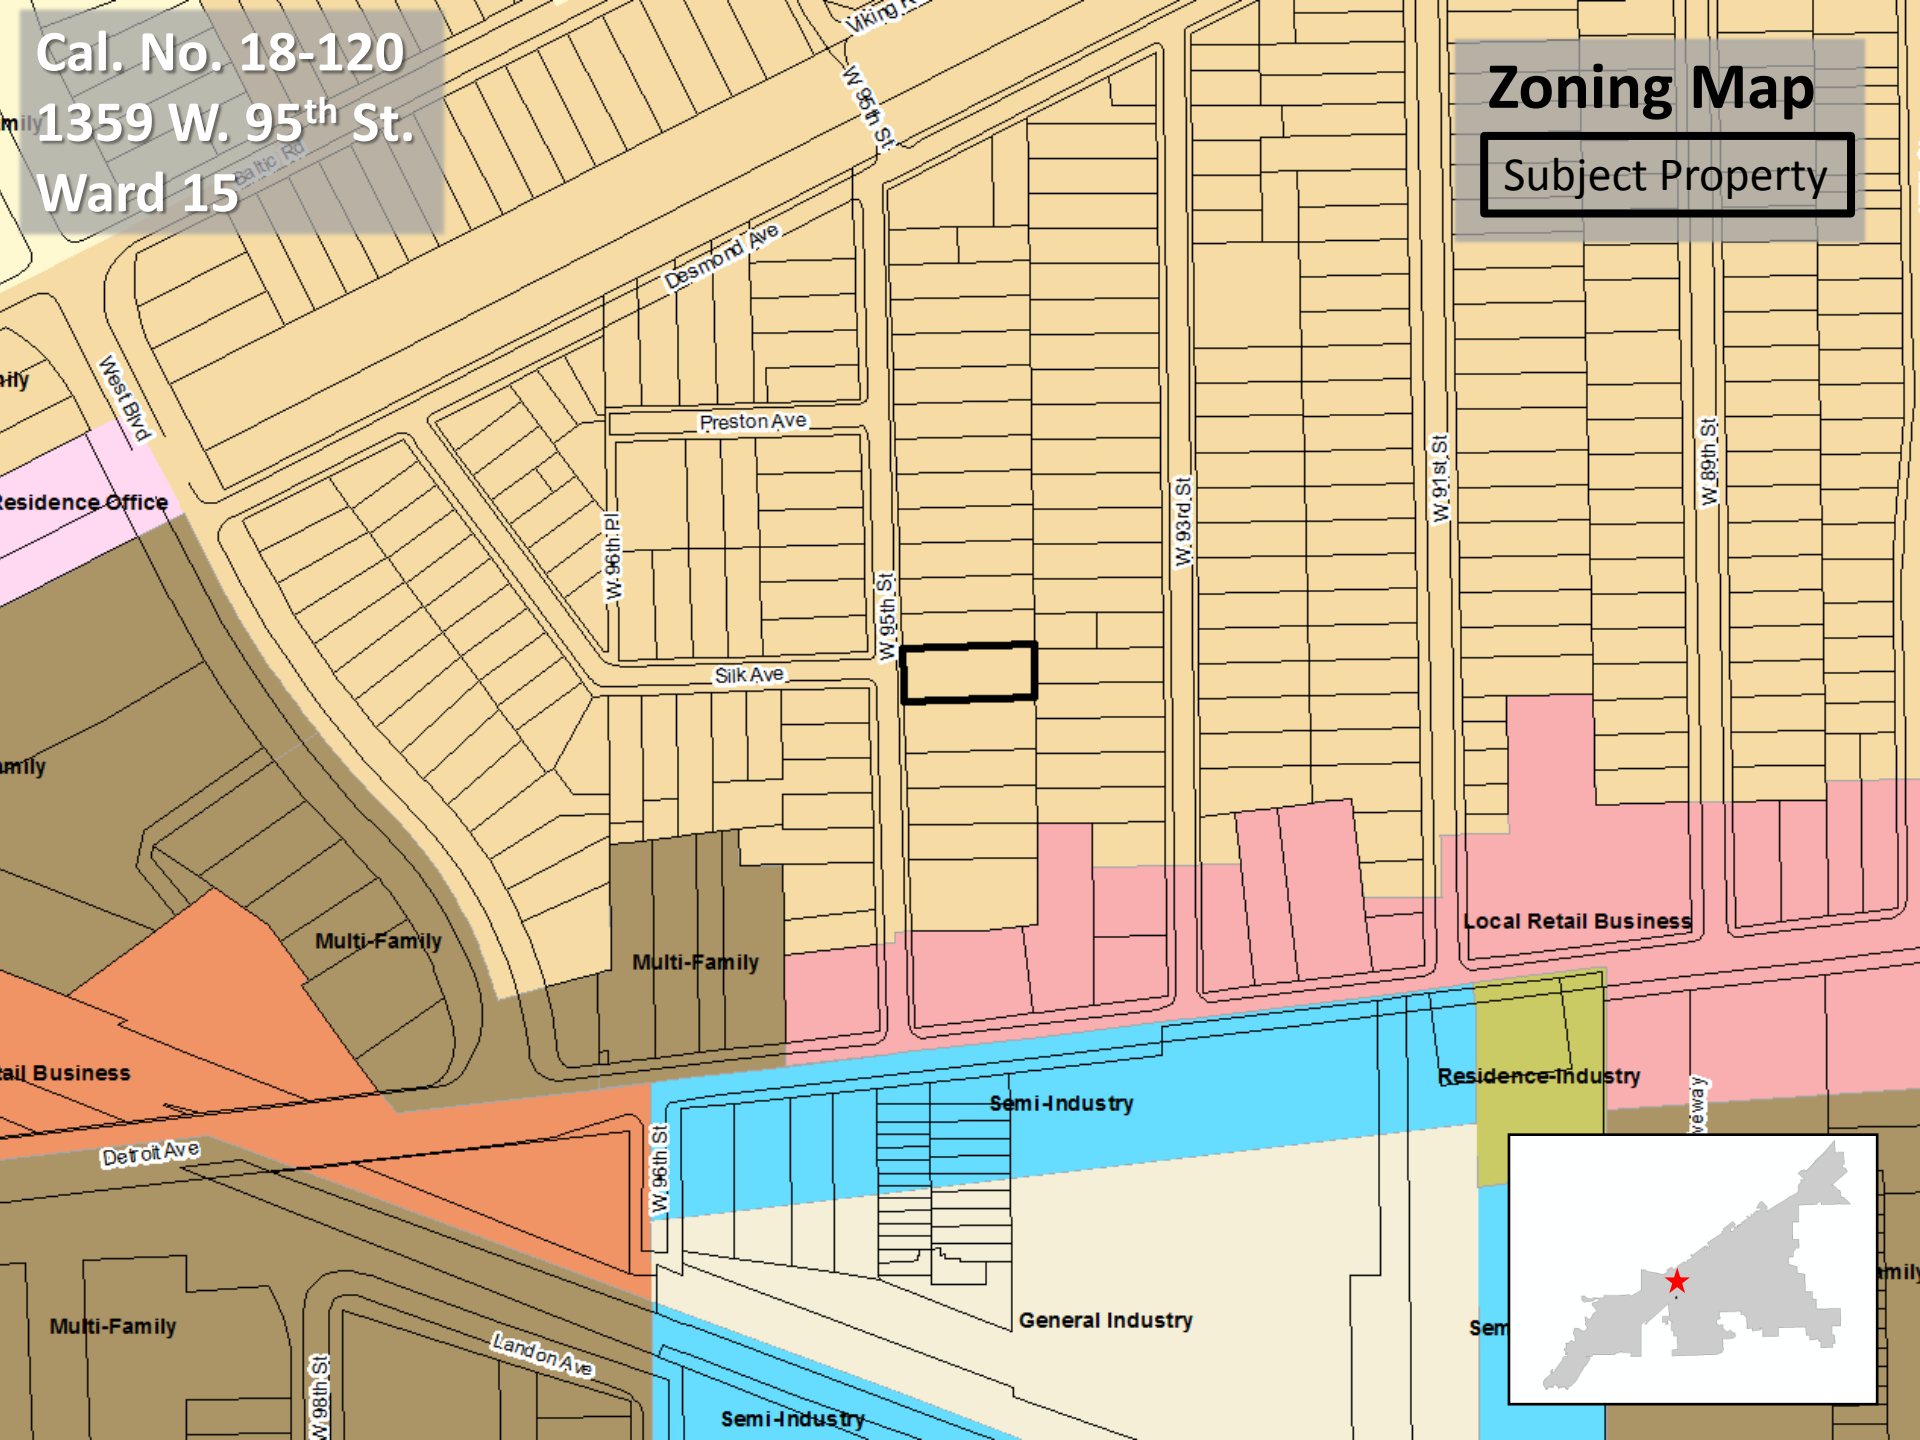 Cal. No. 18-120
1359 W. 95th St.
Ward 15
Zoning Map
Subject Property
Viking
W 95th St
Baltic Rd
Desmond Ave
West Blvd
Preston Ave
Residence Office
W 96th Pl
W 95th St
W 93rd St
W 91st St
W 89th St
Silk Ave
Multi-Family
Multi-Family
Local Retail Business
Residence-Industry
Semi-Industry
Detroit Ave
W 96th St
General Industry
Multi-Family
Landon Ave
W 98th St
Semi-Industry